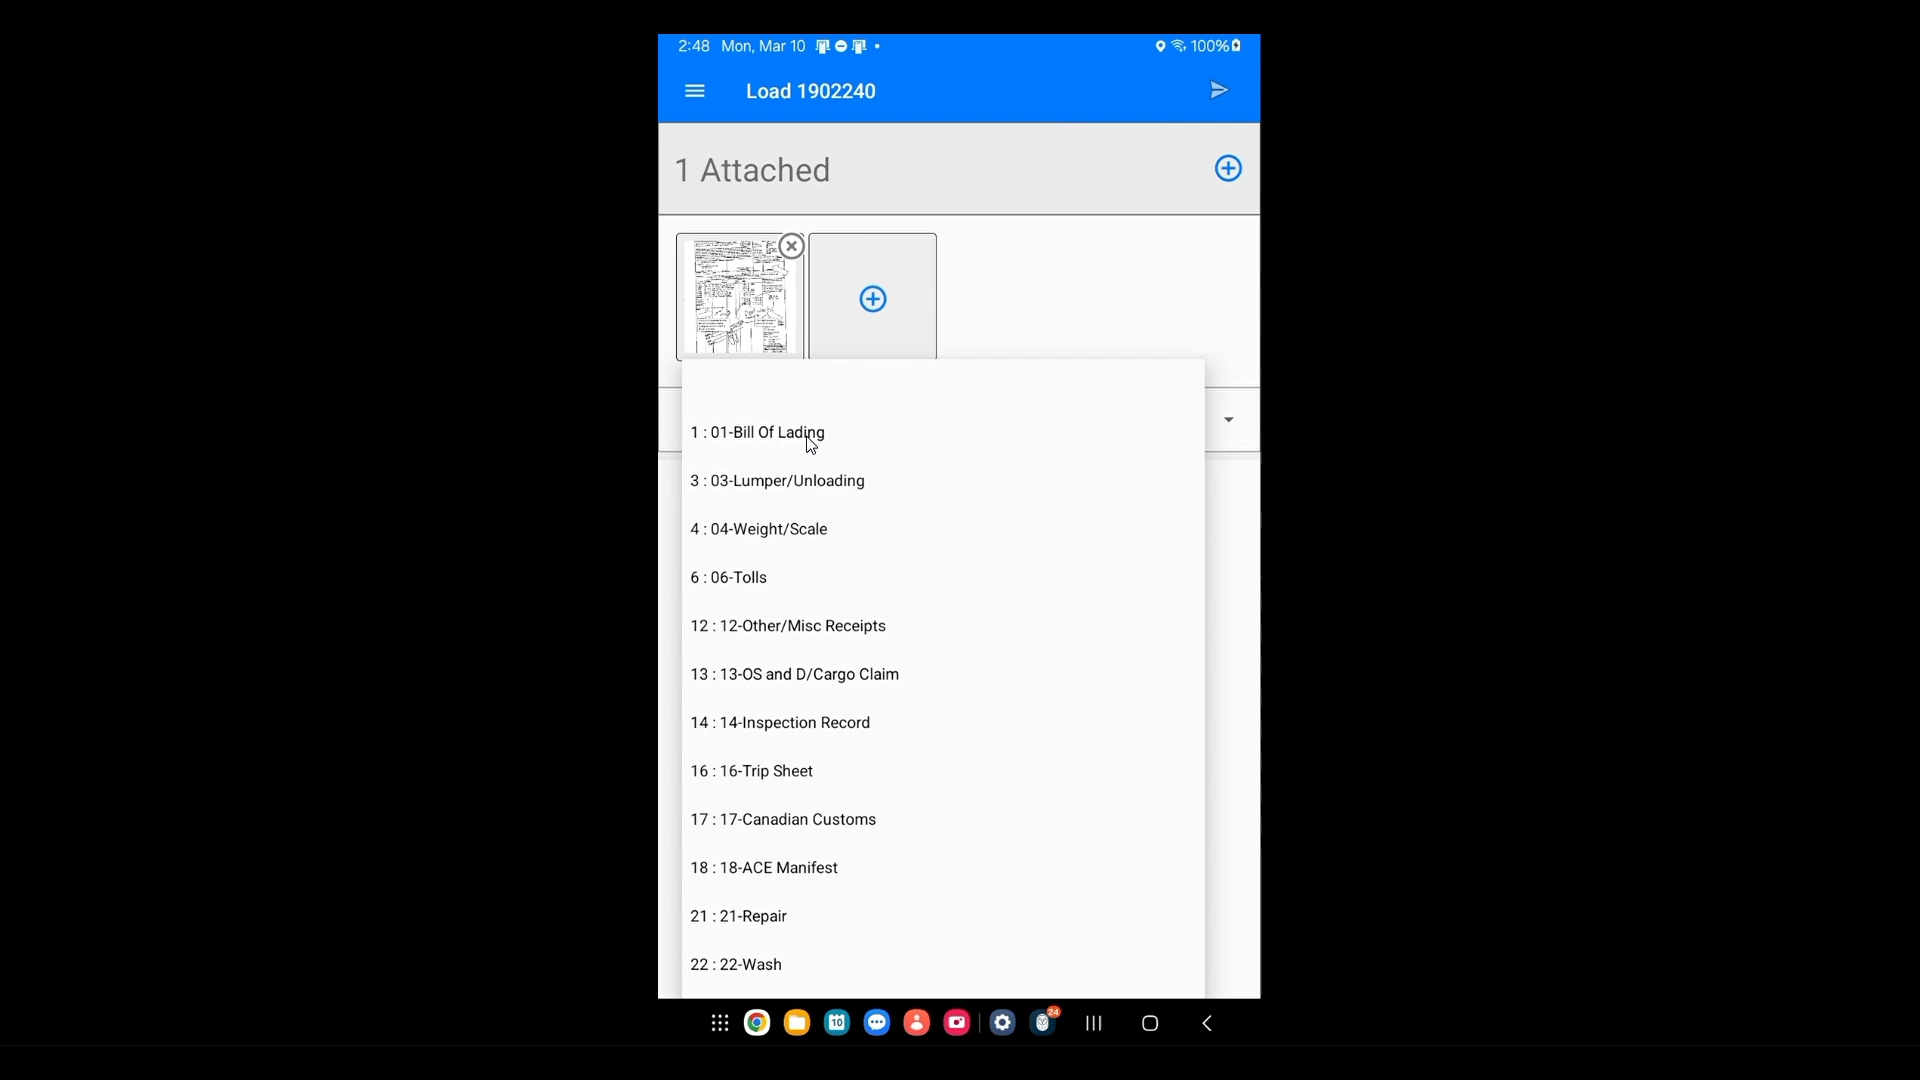 2:48 Mon, Mar 10
100%
Load 1902240
1 Attached
1 : 01-Bill Of Lading
3 : 03-Lumper/Unloading
4 : 04-Weight/Scale
6 : 06-Tolls
12 : 12-Other/Misc Receipts
13 : 13-OS and D/Cargo Claim
14 : 14-Inspection Record
16 : 16-Trip Sheet
17 : 17-Canadian Customs
18 : 18-ACE Manifest
21 : 21-Repair
22 : 22-Wash
10
24